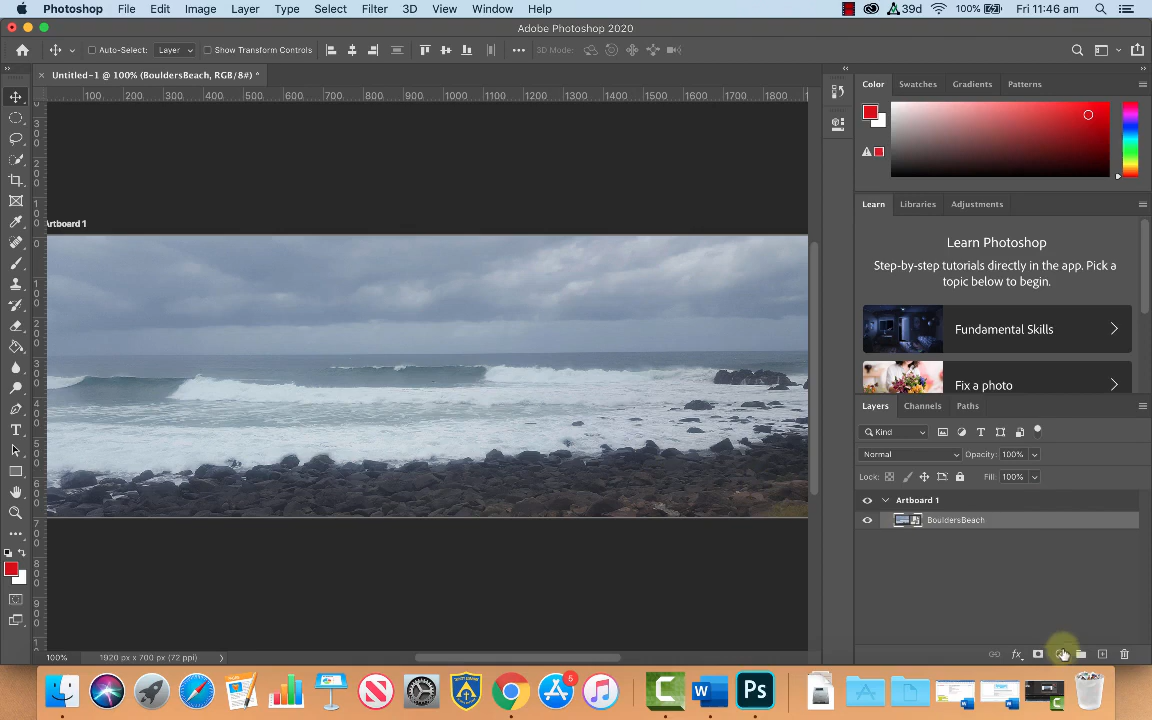 Photoshop File Edit Image Layer Type Select Filter 3D View Window Help 39d 100% Fri 11:46 am
Adobe Photoshop 2020
Auto-Select: Layer Show Transform Controls 3D Mode:
× Untitled-1 @ 100% (BouldersBeach, RGB/8#) *
100 200 300 400 500 600 700 800 900 1000 1100 1200 1300 1400 1500 1600 1700 1800
Color Swatches Gradients Patterns
Artboard 1
Learn Libraries Adjustments
Learn Photoshop
Step-by-step tutorials directly in the app. Pick a
topic below to begin.
Fundamental Skills
Fix a photo
Layers Channels Paths
Kind
Normal Opacity: 100%
Lock: Fill: 100%
Artboard 1
BouldersBeach
fx
100% 1920 px x 700 px (72 ppi)
5
C W Ps